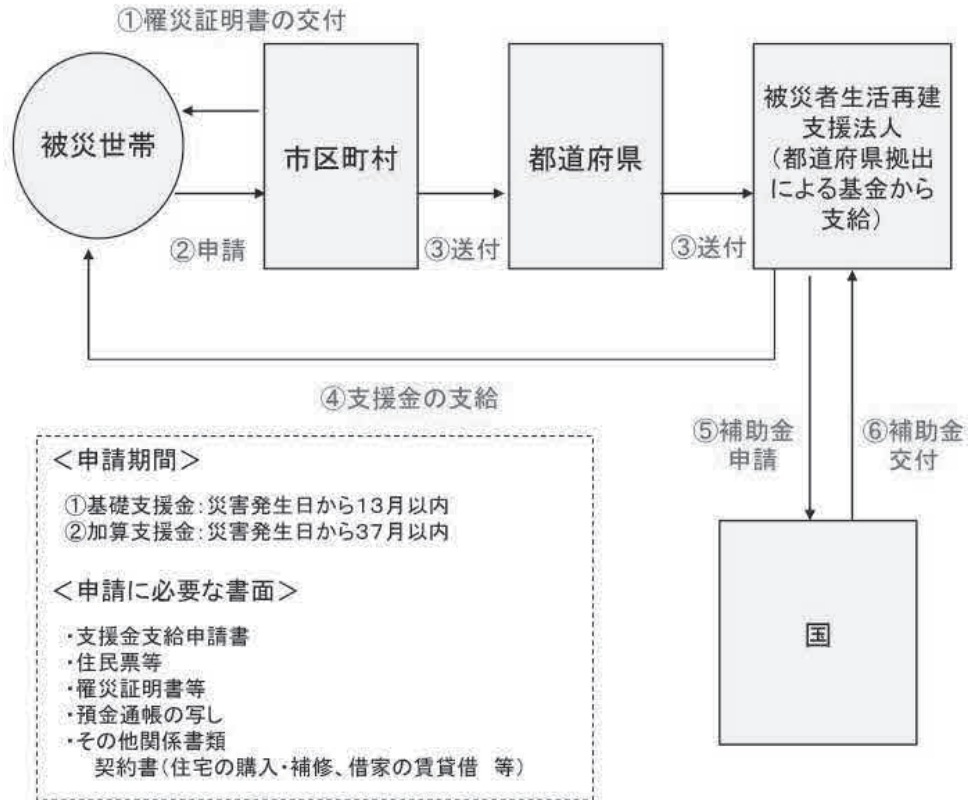 ①罹災証明書の交付
被災世帯
市区町村
都道府県
被災者生活再建
支援法人
(都道府県拠出
による基金から
支給)
②申請
③送付
③送付
④支援金の支給
⑤補助金
申請
⑥補助金
交付
国
<申請期間>
①基礎支援金:災害発生日から13月以内
②加算支援金:災害発生日から37月以内
<申請に必要な書面>
・支援金支給申請書
・住民票等
・罹災証明書等
・預金通帳の写し
・その他関係書類
契約書(住宅の購入・補修、借家の賃貸借 等)